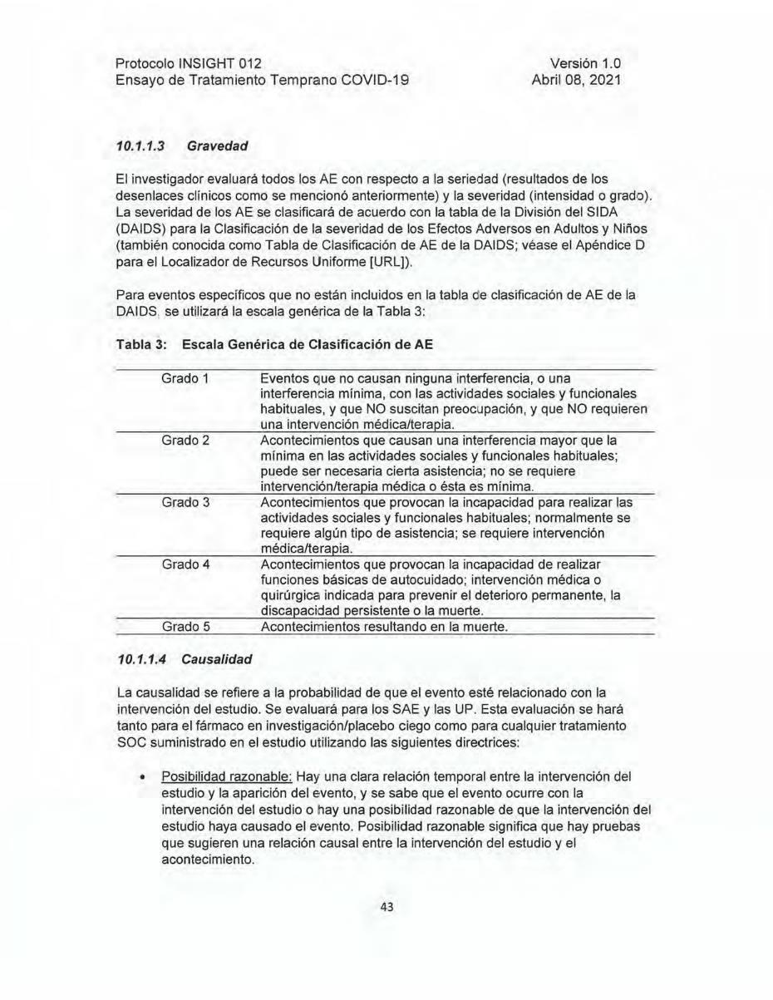 Protocolo INSIGHT 012 Versión 1.0
Ensayo de Tratamiento Temprano COVID-19 Abril 08, 2021
10.1.1.3 Gravedad
El investigador evaluará todos los AE con respecto a la seriedad (resultados de los
desenlaces clínicos como se mencionó anteriormente) y la severidad (intensidad o grado).
La severidad de los AE se clasificará de acuerdo con la tabla de la División del SIDA
(DAIDS) para la Clasificación de la severidad de los Efectos Adversos en Adultos y Niños
(también conocida como Tabla de Clasificación de AE de la DAIDS; véase el Apéndice D
para el Localizador de Recursos Uniforme [URL]).
Para eventos específicos que no están incluidos en la tabla de clasificación de AE de la
DAIDS, se utilizará la escala genérica de la Tabla 3:
Tabla 3: Escala Genérica de Clasificación de AE
Grado 1 Eventos que no causan ninguna interferencia, o una
interferencia mínima, con las actividades sociales y funcionales
habituales, y que NO suscitan preocupación, y que NO requieren
una intervención médica/terapia.
Grado 2 Acontecimientos que causan una interferencia mayor que la
mínima en las actividades sociales y funcionales habituales;
puede ser necesaria cierta asistencia; no se requiere
intervención/terapia médica o ésta es mínima.
Grado 3 Acontecimientos que provocan la incapacidad para realizar las
actividades sociales y funcionales habituales; normalmente se
requiere algún tipo de asistencia; se requiere intervención
médica/terapia.
Grado 4 Acontecimientos que provocan la incapacidad de realizar
funciones básicas de autocuidado; intervención médica o
quirúrgica indicada para prevenir el deterioro permanente, la
discapacidad persistente o la muerte.
Grado 5 Acontecimientos resultando en la muerte.
10.1.1.4 Causalidad
La causalidad se refiere a la probabilidad de que el evento esté relacionado con la
intervención del estudio. Se evaluará para los SAE y las UP. Esta evaluación se hará
tanto para el fármaco en investigación/placebo ciego como para cualquier tratamiento
SOC suministrado en el estudio utilizando las siguientes directrices:
• Posibilidad razonable: Hay una clara relación temporal entre la intervención del
estudio y la aparición del evento, y se sabe que el evento ocurre con la
intervención del estudio o hay una posibilidad razonable de que la intervención del
estudio haya causado el evento. Posibilidad razonable significa que hay pruebas
que sugieren una relación causal entre la intervención del estudio y el
acontecimiento.
43